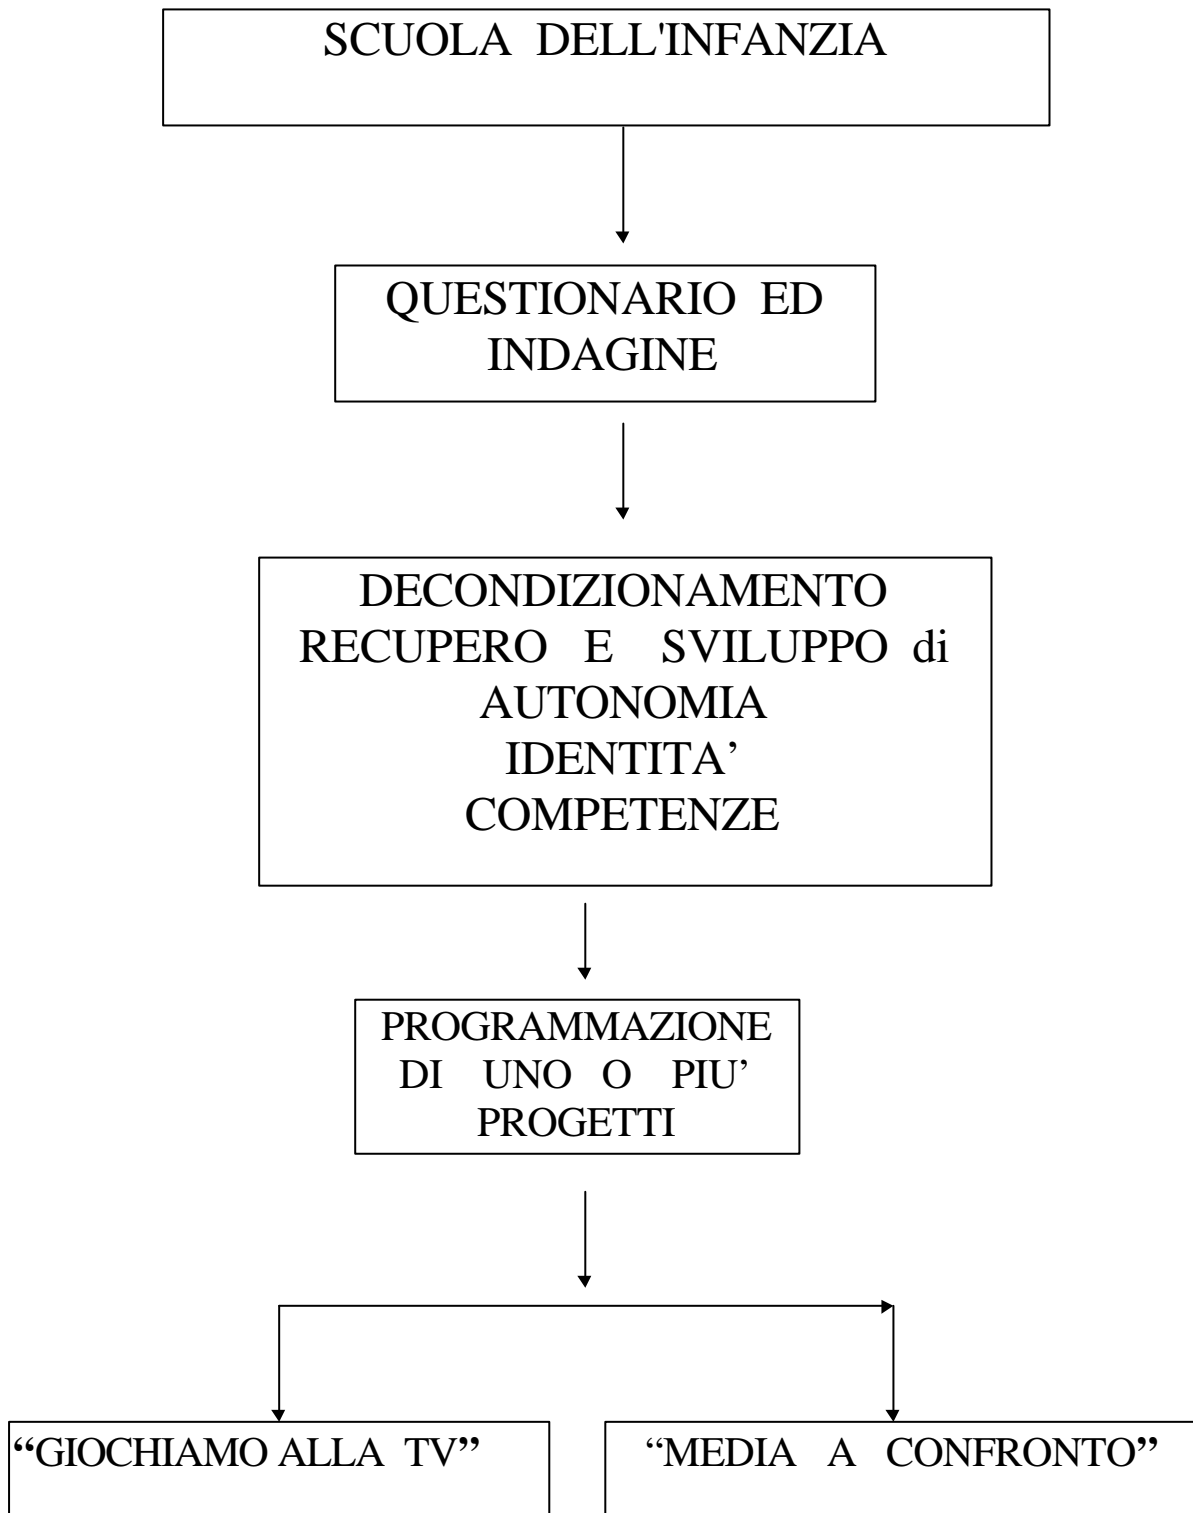 SCUOLA DELL'INFANZIA
QUESTIONARIO ED
INDAGINE
DECONDIZIONAMENTO
RECUPERO E SVILUPPO di
AUTONOMIA
IDENTITA’
COMPETENZE
PROGRAMMAZIONE
DI UNO O PIU’
PROGETTI
“GIOCHIAMO ALLA TV”
“MEDIA A CONFRONTO”